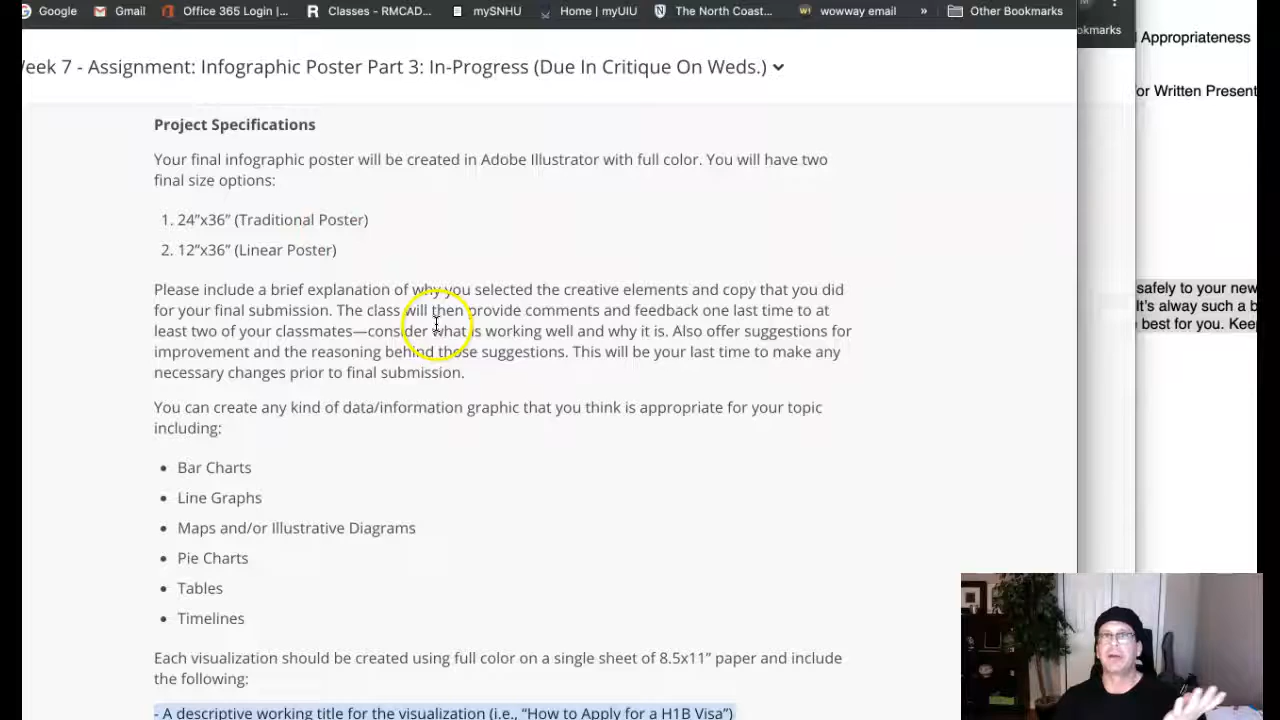 Google Gmail Office 365 Login |... Classes - RMCAD... mySNHU Home | myUIU The North Coast... wowway email » Other Bookmarks
okmarks
Appropriateness
eek 7 - Assignment: Infographic Poster Part 3: In-Progress (Due In Critique On Weds.)
or Written Present
Project Specifications
Your final infographic poster will be created in Adobe Illustrator with full color. You will have two
final size options:
1. 24”x36” (Traditional Poster)
2. 12”x36” (Linear Poster)
Please include a brief explanation of why you selected the creative elements and copy that you did
for your final submission. The class will then provide comments and feedback one last time to at
least two of your classmates—consider what is working well and why it is. Also offer suggestions for
improvement and the reasoning behind those suggestions. This will be your last time to make any
necessary changes prior to final submission.
safely to your new
It's alway such a b
best for you. Kee
You can create any kind of data/information graphic that you think is appropriate for your topic
including:
• Bar Charts
• Line Graphs
• Maps and/or Illustrative Diagrams
• Pie Charts
• Tables
• Timelines
Each visualization should be created using full color on a single sheet of 8.5x11” paper and include
the following:
- A descriptive working title for the visualization (i.e., “How to Apply for a H1B Visa”)